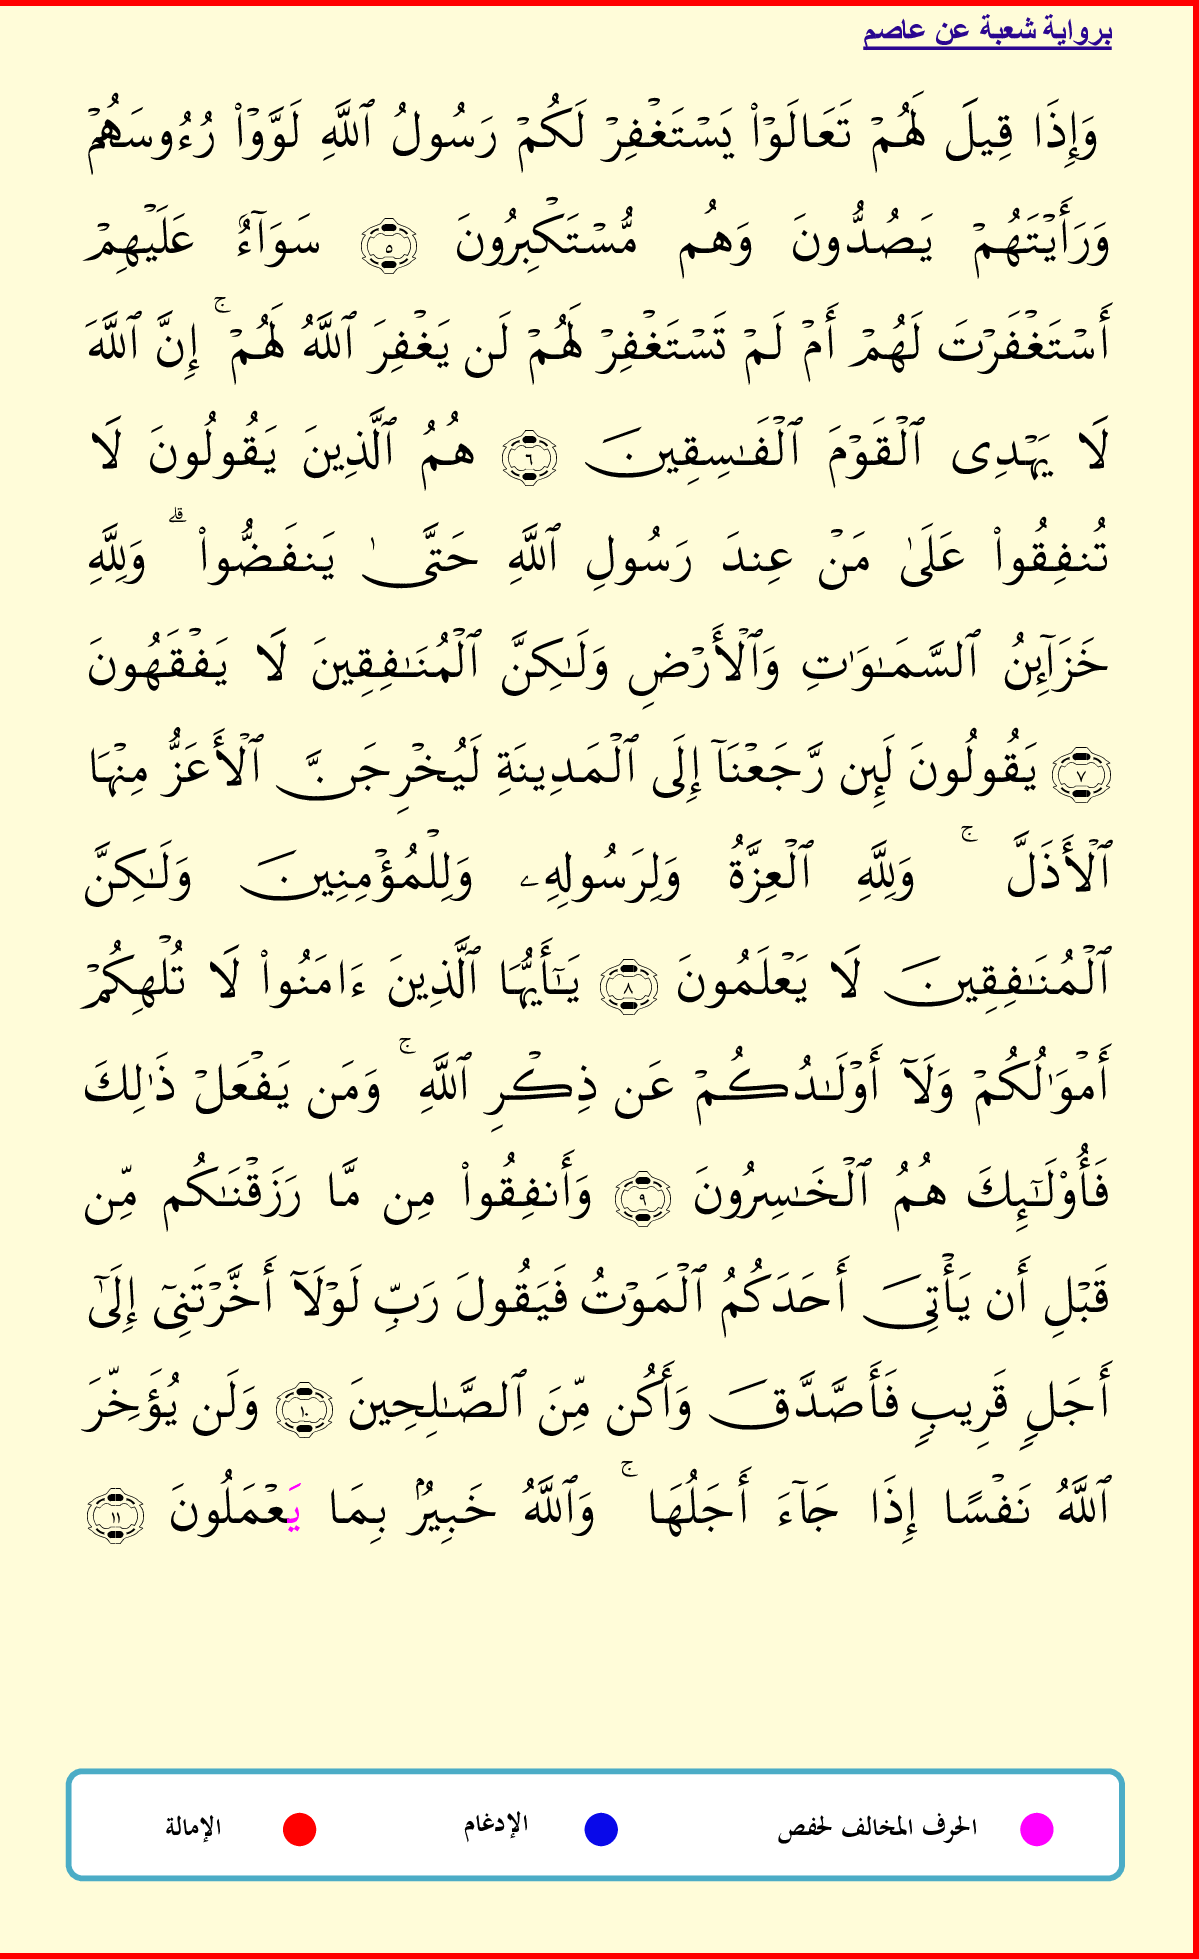 برواية شعبة عن عاصم
وَإِذَا قِيلَ لَهُمۡ تَعَالَوۡاْ يَسۡتَغۡفِرۡ لَكُمۡ رَسُولُ ٱللَّهِ لَوَّوۡاْ رُءُوسَهُمۡ
وَرَأَيۡتَهُمۡ يَصُدُّونَ وَهُم مُّسۡتَكۡبِرُونَ ٥ سَوَآءٌ عَلَيۡهِمۡ
أَسۡتَغۡفَرۡتَ لَهُمۡ أَمۡ لَمۡ تَسۡتَغۡفِرۡ لَهُمۡ لَن يَغۡفِرَ ٱللَّهُ لَهُمۡۚ إِنَّ ٱللَّهَ
لَا يَهۡدِي ٱلۡقَوۡمَ ٱلۡفَٰسِقِينَ ٦ هُمُ ٱلَّذِينَ يَقُولُونَ لَا
تُنفِقُواْ عَلَىٰ مَنۡ عِندَ رَسُولِ ٱللَّهِ حَتَّىٰ يَنفَضُّواْۗ وَلِلَّهِ
خَزَآئِنُ ٱلسَّمَٰوَٰتِ وَٱلۡأَرۡضِ وَلَٰكِنَّ ٱلۡمُنَٰفِقِينَ لَا يَفۡقَهُونَ
٧ يَقُولُونَ لَئِن رَّجَعۡنَآ إِلَى ٱلۡمَدِينَةِ لَيُخۡرِجَنَّ ٱلۡأَعَزُّ مِنۡهَا
ٱلۡأَذَلَّۚ وَلِلَّهِ ٱلۡعِزَّةُ وَلِرَسُولِهِۦ وَلِلۡمُؤۡمِنِينَ وَلَٰكِنَّ
ٱلۡمُنَٰفِقِينَ لَا يَعۡلَمُونَ ٨ يَٰٓأَيُّهَا ٱلَّذِينَ ءَامَنُواْ لَا تُلۡهِكُمۡ
أَمۡوَٰلُكُمۡ وَلَآ أَوۡلَٰدُكُمۡ عَن ذِكۡرِ ٱللَّهِۚ وَمَن يَفۡعَلۡ ذَٰلِكَ
فَأُوْلَٰٓئِكَ هُمُ ٱلۡخَٰسِرُونَ ٩ وَأَنفِقُواْ مِن مَّا رَزَقۡنَٰكُم مِّن
قَبۡلِ أَن يَأۡتِيَ أَحَدَكُمُ ٱلۡمَوۡتُ فَيَقُولَ رَبِّ لَوۡلَآ أَخَّرۡتَنِيٓ إِلَىٰٓ
أَجَلٖ قَرِيبٖ فَأَصَّدَّقَ وَأَكُن مِّنَ ٱلصَّٰلِحِينَ ١٠ وَلَن يُؤَخِّرَ
ٱللَّهُ نَفۡسًا إِذَا جَآءَ أَجَلُهَاۚ وَٱللَّهُ خَبِيرُۢ بِمَا يَعۡمَلُونَ ١١
الحرف المخالف لحفص الإدغام الإمالة